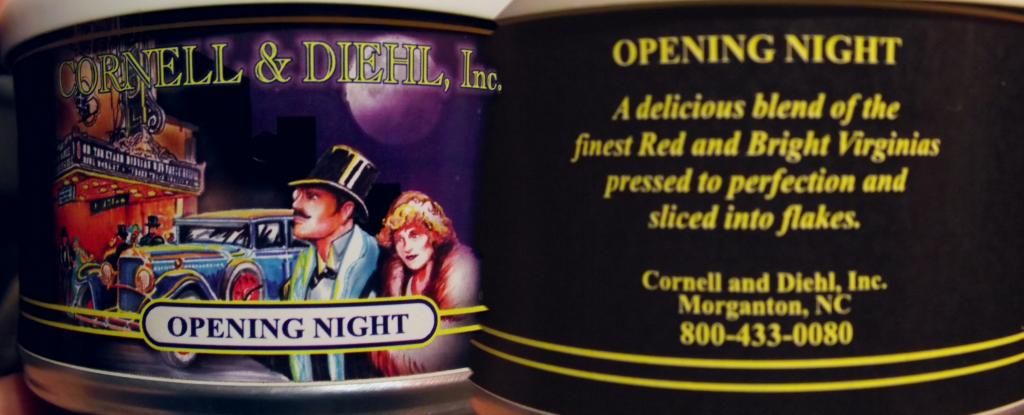 CORNELL & DIEHL, Inc.
OPENING NIGHT
OPENING NIGHT
A delicious blend of the
finest Red and Bright Virginias
pressed to perfection and
sliced into flakes.
Cornell and Diehl, Inc.
Morganton, NC
800-433-0080